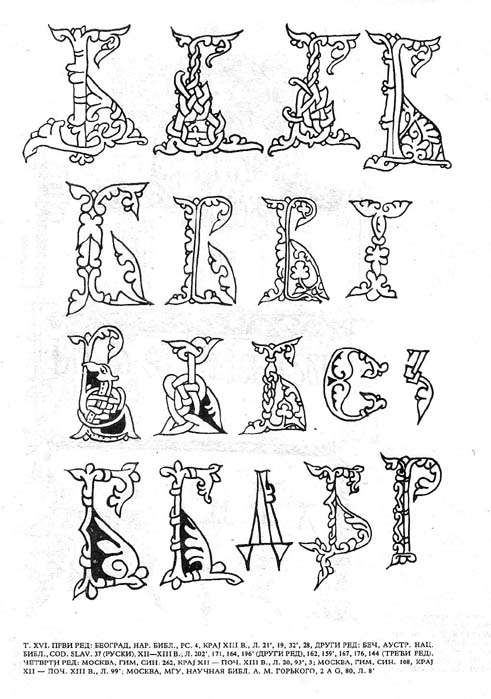 Т. XVI. ПРВИ РЕД: БЕОГРАД, НАР. БИБЛ., РС. 4, КРАЈ XIII В., Л. 21', 19, 32', 28, ДРУГИ РЕД: БЕЧ, АУСТР. НАЦ.
БИБЛ., COD. SLAV. 37 (РУСКИ), XII—XIII В.; Л. 202', 171, 164, 196' (ДРУГИ РЕД), 162, 159', 167, 176, 144 (ТРЕЋИ РЕД).
ЧЕТВРТИ РЕД: МОСКВА, ГИМ, СИН. 262, КРАЈ XII — ПОЧ. XIII В., Л. 20, 93', 3; МОСКВА, ГИМ, СИН. 108, КРАЈ
XII — ПОЧ. XIII В., Л. 99'; МОСКВА, МГУ, НАУЧНАЯ БИБЛ. А. М. ГОРЬКОГО, 2 A G, 80, Л. 8'